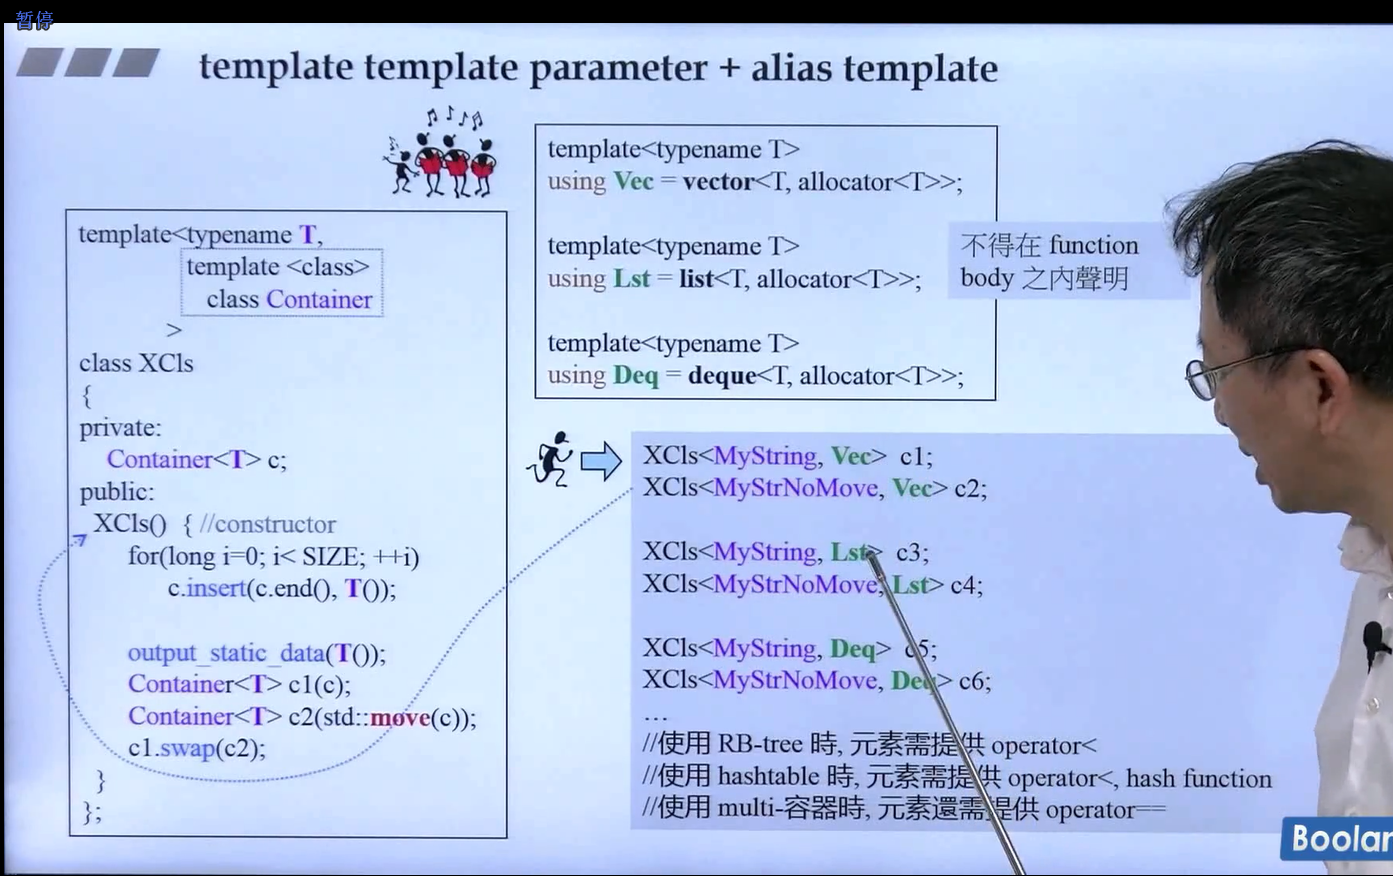 暂停
template template parameter + alias template
template<typename T>
using Vec = vector<T, allocator<T>>;
template<typename T>
using Lst = list<T, allocator<T>>;
template<typename T>
using Deq = deque<T, allocator<T>>;
不得在 function
body 之內聲明
template<typename T,
template <class>
class Container
>
class XCls
{
private:
Container<T> c;
public:
XCls() { //constructor
for(long i=0; i< SIZE; ++i)
c.insert(c.end(), T());
output_static_data(T());
Container<T> c1(c);
Container<T> c2(std::move(c));
c1.swap(c2);
}
};
XCls<MyString, Vec> c1;
XCls<MyStrNoMove, Vec> c2;
XCls<MyString, Lst> c3;
XCls<MyStrNoMove, Lst> c4;
XCls<MyString, Deq> c5;
XCls<MyStrNoMove, Deq> c6;
…
//使用 RB-tree 時, 元素需提供 operator<
//使用 hashtable 時, 元素需提供 operator<, hash function
//使用 multi-容器時, 元素還需提供 operator==
Boolan